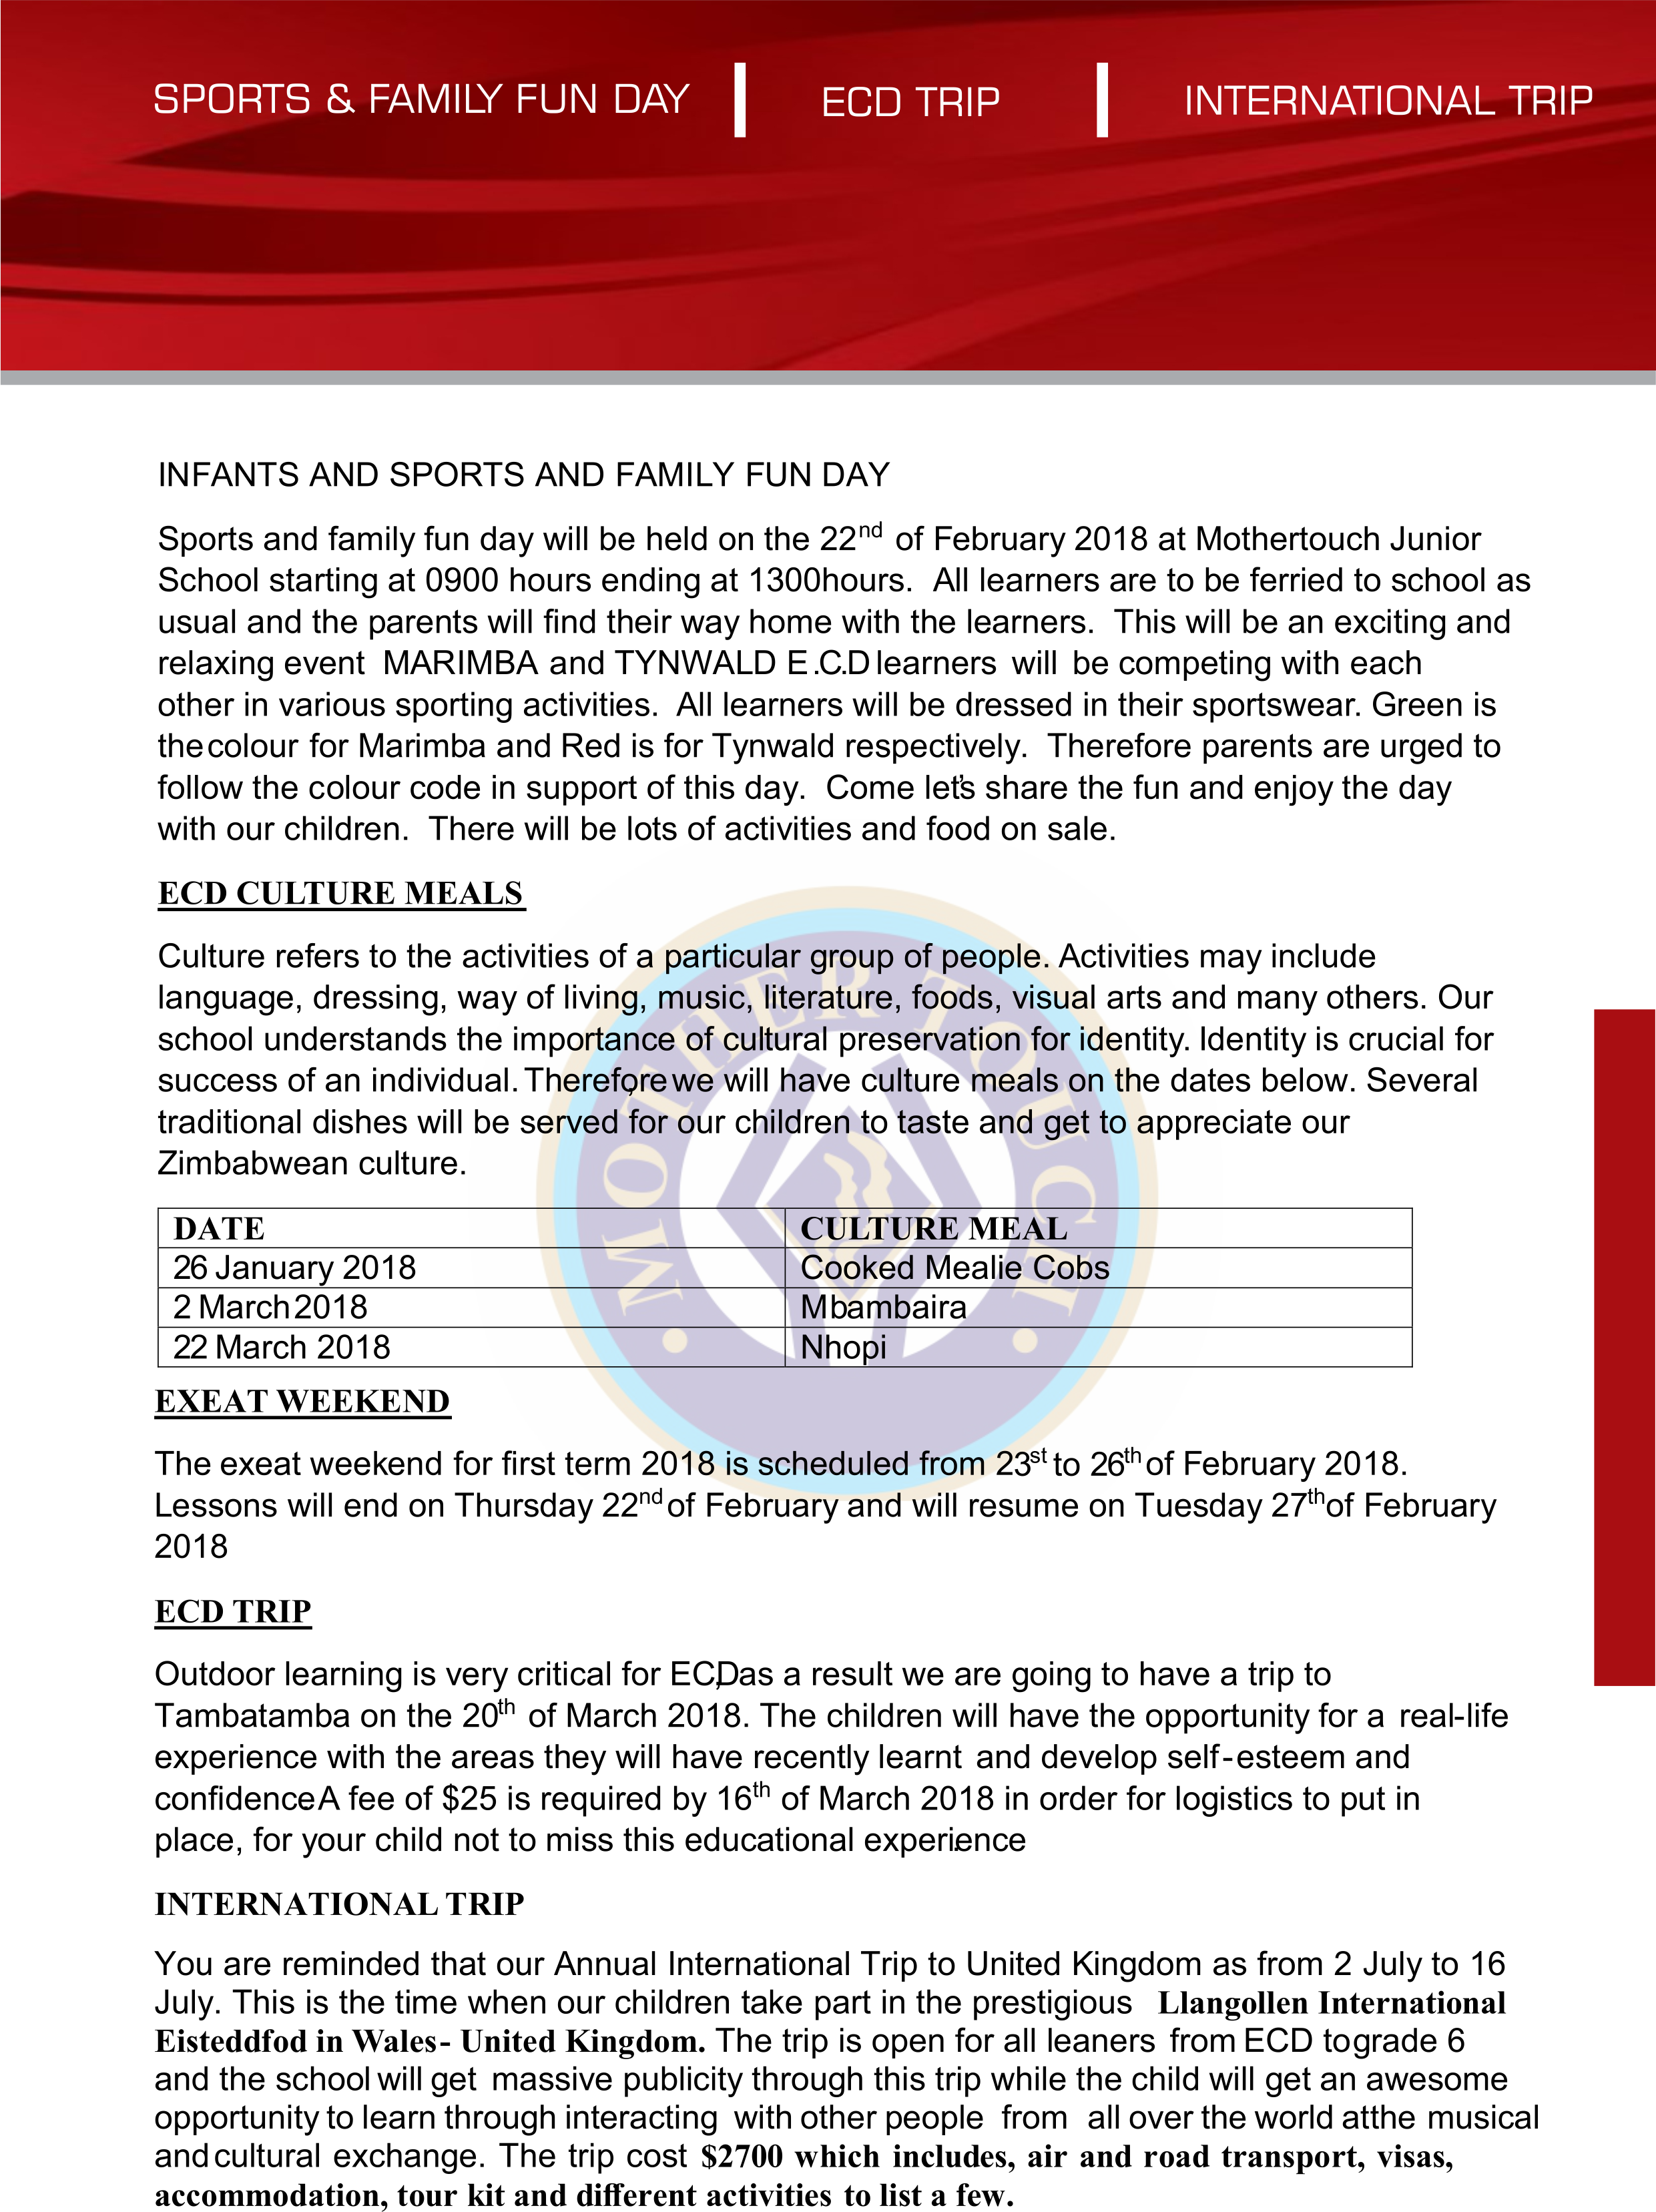 SPORTS & FAMILY FUN DAY | ECD TRIP | INTERNATIONAL TRIP
INFANTS AND SPORTS AND FAMILY FUN DAY
Sports and family fun day will be held on the 22nd of February 2018 at Mothertouch Junior
School starting at 0900 hours ending at 1300hours. All learners are to be ferried to school as
usual and the parents will find their way home with the learners. This will be an exciting and
relaxing event MARIMBA and TYNWALD E.C.D learners will be competing with each
other in various sporting activities. All learners will be dressed in their sportswear. Green is
the colour for Marimba and Red is for Tynwald respectively. Therefore parents are urged to
follow the colour code in support of this day. Come let's share the fun and enjoy the day
with our children. There will be lots of activities and food on sale.
ECD CULTURE MEALS
Culture refers to the activities of a particular group of people. Activities may include
language, dressing, way of living, music, literature, foods, visual arts and many others. Our
school understands the importance of cultural preservation for identity. Identity is crucial for
success of an individual. Therefore, we will have culture meals on the dates below. Several
traditional dishes will be served for our children to taste and get to appreciate our
Zimbabwean culture.
DATE CULTURE MEAL
26 January 2018 Cooked Mealie Cobs
2 March 2018 Mbambaira
22 March 2018 Nhopi
MOTHER TOUCH
EXEAT WEEKEND
The exeat weekend for first term 2018 is scheduled from 23st to 26th of February 2018.
Lessons will end on Thursday 22nd of February and will resume on Tuesday 27th of February
2018
ECD TRIP
Outdoor learning is very critical for ECD, as a result we are going to have a trip to
Tambatamba on the 20th of March 2018. The children will have the opportunity for a real-life
experience with the areas they will have recently learnt and develop self-esteem and
confidence. A fee of $25 is required by 16th of March 2018 in order for logistics to put in
place, for your child not to miss this educational experience.
INTERNATIONAL TRIP
You are reminded that our Annual International Trip to United Kingdom as from 2 July to 16
July. This is the time when our children take part in the prestigious Llangollen International
Eisteddfod in Wales- United Kingdom. The trip is open for all leaners from ECD to grade 6
and the school will get massive publicity through this trip while the child will get an awesome
opportunity to learn through interacting with other people from all over the world at the musical
and cultural exchange. The trip cost $2700 which includes, air and road transport, visas,
accommodation, tour kit and different activities to list a few.